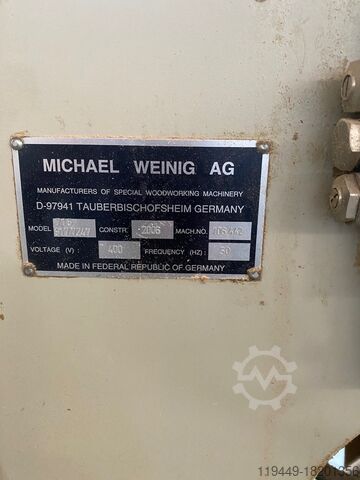 MICHAEL WEINIG AG
MANUFACTURERS OF SPECIAL WOODWORKING MACHINERY
D-97941 TAUBERBISCHOFSHEIM GERMANY
MODEL CONSTR. 2006 MACH.NO.
VOLTAGE (V): 400 FREQUENCY (HZ): 50
MADE IN FEDERAL REPUBLIC OF GERMANY
119449-18201356